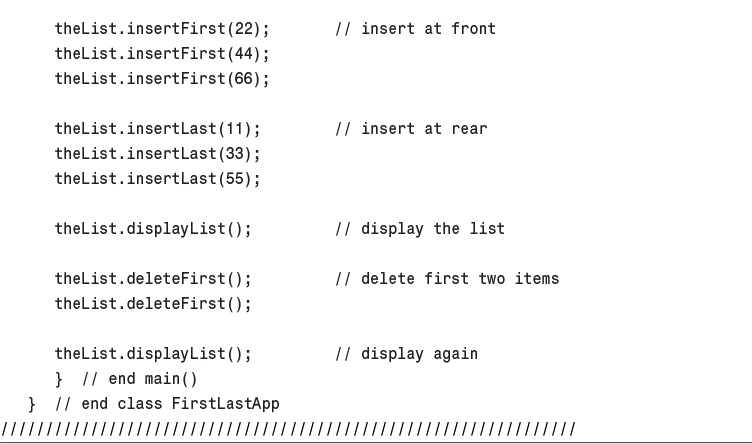 theList.insertFirst(22);       // insert at front
theList.insertFirst(44);
theList.insertFirst(66);
theList.insertLast(11);        // insert at rear
theList.insertLast(33);
theList.insertLast(55);
theList.displayList();         // display the list
theList.deleteFirst();         // delete first two items
theList.deleteFirst();
theList.displayList();         // display again
}  // end main()
}  // end class FirstLastApp
////////////////////////////////////////////////////////////////